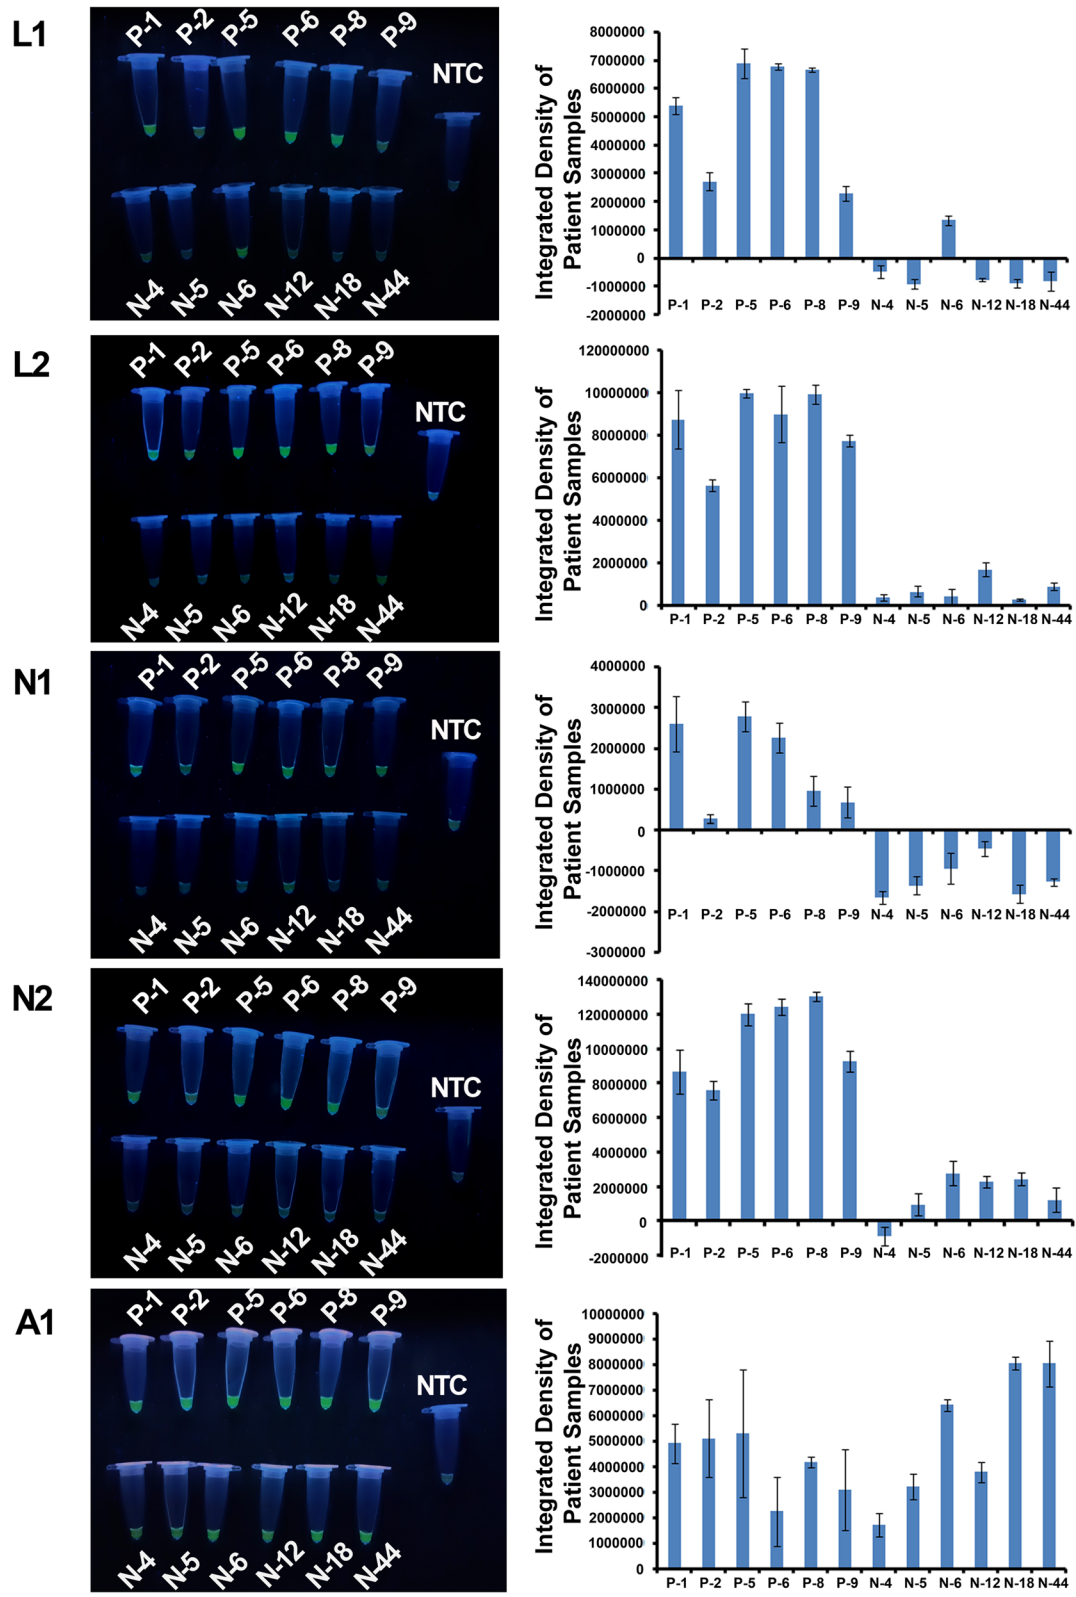 L1
P-1 P-2 P-5 P-6 P-8 P-9
NTC
N-4 N-5 N-6 N-12 N-18 N-44
Integrated Density of
Patient Samples
8000000
7000000
6000000
5000000
4000000
3000000
2000000
1000000
0
-1000000
-2000000
P-1 P-2 P-5 P-6 P-8 P-9 N-4 N-5 N-6 N-12 N-18 N-44
L2
P-1 P-2 P-5 P-6 P-8 P-9
NTC
N-4 N-5 N-6 N-12 N-18 N-44
Integrated Density of
Patient Samples
120000000
10000000
8000000
6000000
4000000
2000000
0
P-1 P-2 P-5 P-6 P-8 P-9 N-4 N-5 N-6 N-12 N-18 N-44
N1
P-1 P-2 P-5 P-6 P-8 P-9
NTC
N-4 N-5 N-6 N-12 N-18 N-44
Integrated Density of
Patient Samples
4000000
3000000
2000000
1000000
0
-1000000
-2000000
-3000000
P-1 P-2 P-5 P-6 P-8 P-9 N-4 N-5 N-6 N-12 N-18 N-44
N2
P-1 P-2 P-5 P-6 P-8 P-9
NTC
N-4 N-5 N-6 N-12 N-18 N-44
Integrated Density of
Patient Samples
140000000
12000000
10000000
8000000
6000000
4000000
2000000
0
-2000000
P-1 P-2 P-5 P-6 P-8 P-9 N-4 N-5 N-6 N-12 N-18 N-44
A1
P-1 P-2 P-5 P-6 P-8 P-9
NTC
N-4 N-5 N-6 N-12 N-18 N-44
Integrated Density of
Patient Samples
10000000
9000000
8000000
7000000
6000000
5000000
4000000
3000000
2000000
1000000
0
P-1 P-2 P-5 P-6 P-8 P-9 N-4 N-5 N-6 N-12 N-18 N-44